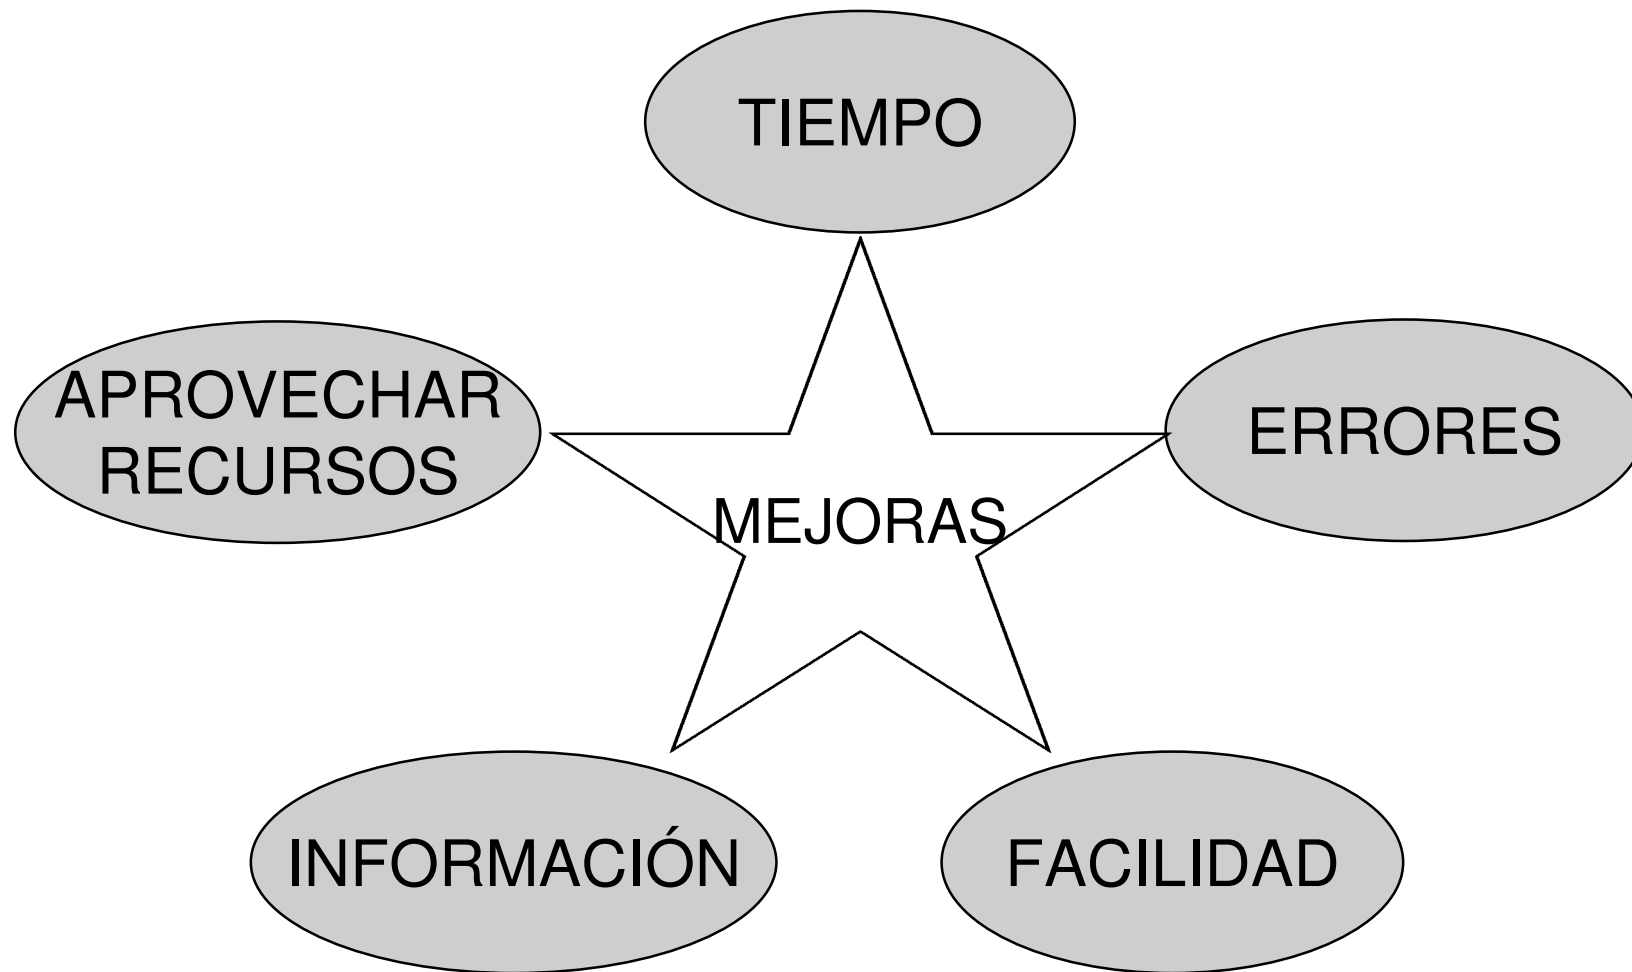 TIEMPO
APROVECHAR
RECURSOS
ERRORES
MEJORAS
INFORMACIÓN
FACILIDAD